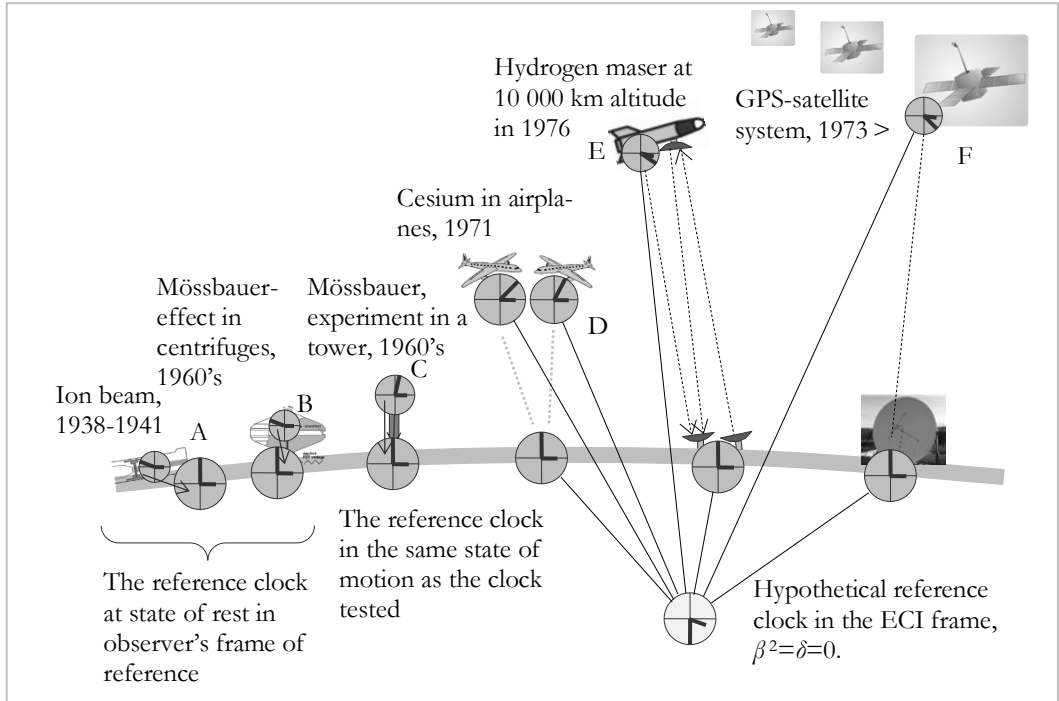 Hydrogen maser at
10 000 km altitude
in 1976
E
GPS-satellite
system, 1973 >
F
Cesium in airpla-
nes, 1971
D
Mössbauer-
effect in
centrifuges,
1960's
B
Mössbauer,
experiment in a
tower, 1960's
C
Ion beam,
1938-1941
A
The reference clock
at state of rest in
observer's frame of
reference
The reference clock
in the same state of
motion as the clock
tested
Hypothetical reference
clock in the ECI frame,
β²=δ=0.